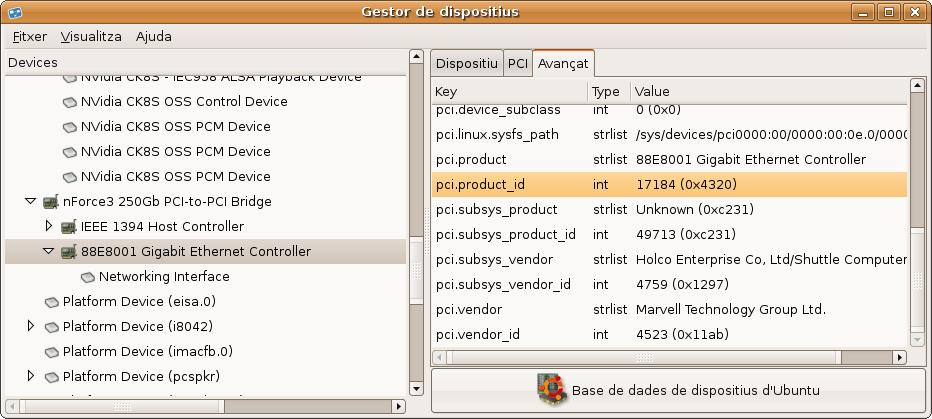 Gestor de dispositius
Fitxer Visualitza Ajuda
Devices
NVidia CK8S - IEC958 ALSA Playback Device
NVidia CK8S OSS Control Device
NVidia CK8S OSS PCM Device
NVidia CK8S OSS PCM Device
NVidia CK8S OSS PCM Device
nForce3 250Gb PCI-to-PCI Bridge
IEEE 1394 Host Controller
88E8001 Gigabit Ethernet Controller
Networking Interface
Platform Device (eisa.0)
Platform Device (i8042)
Platform Device (imacfb.0)
Platform Device (pcspkr)
Dispositiu PCI Avançat
Key Type Value
pci.device_subclass int 0 (0x0)
pci.linux.sysfs_path strlist /sys/devices/pci0000:00/0000:00:0e.0/0000
pci.product strlist 88E8001 Gigabit Ethernet Controller
pci.product_id int 17184 (0x4320)
pci.subsys_product strlist Unknown (0xc231)
pci.subsys_product_id int 49713 (0xc231)
pci.subsys_vendor strlist Holco Enterprise Co, Ltd/Shuttle Computer
pci.subsys_vendor_id int 4759 (0x1297)
pci.vendor strlist Marvell Technology Group Ltd.
pci.vendor_id int 4523 (0x11ab)
Base de dades de dispositius d'Ubuntu